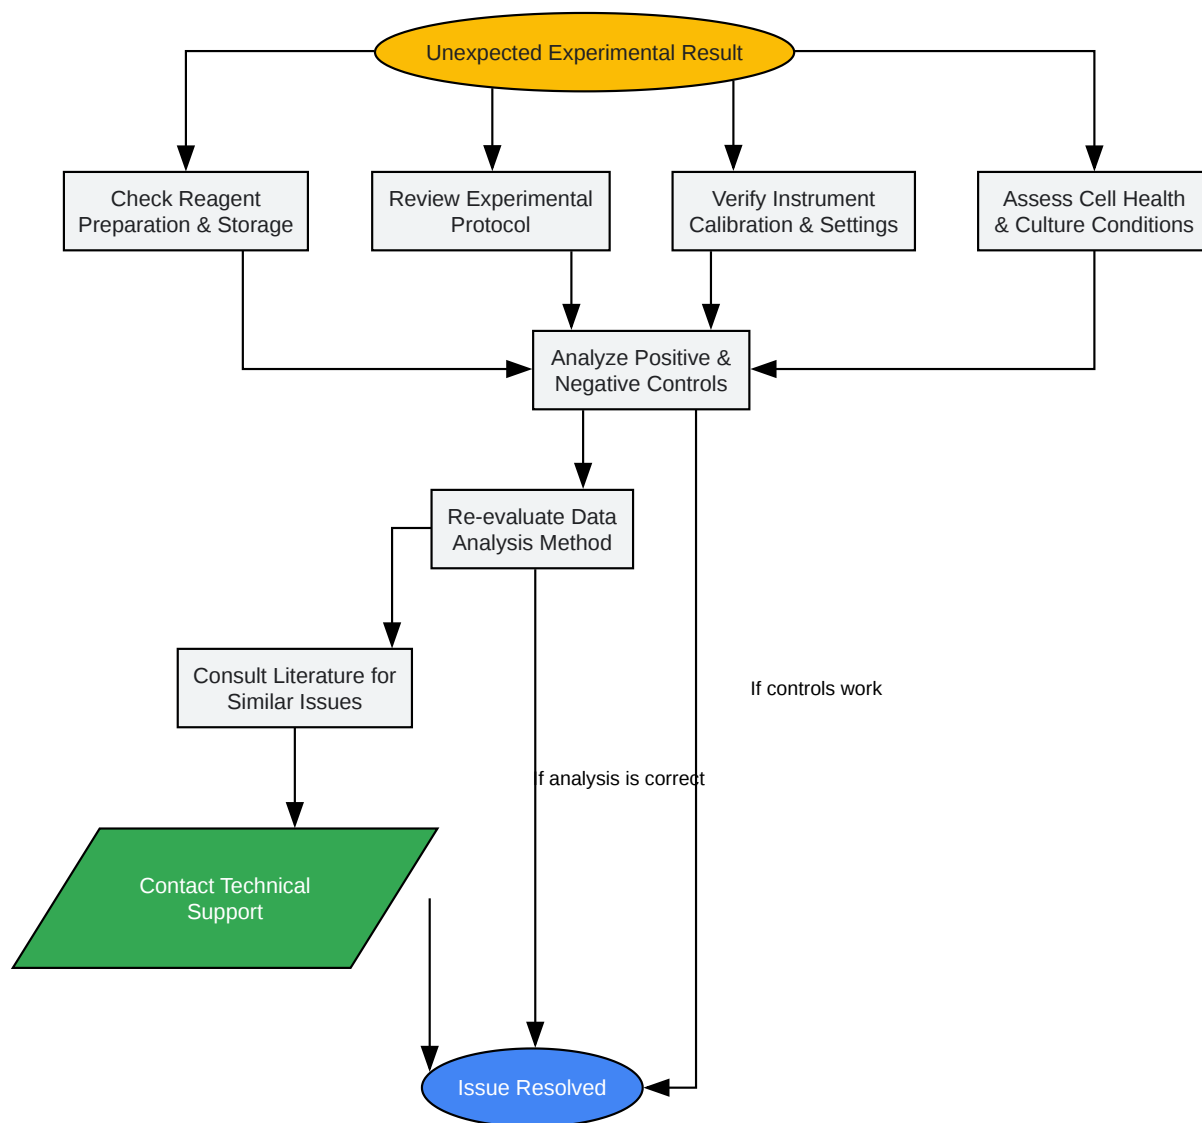 Unexpected Experimental Result
Check Reagent
Preparation & Storage
Review Experimental
Protocol
Verify Instrument
Calibration & Settings
Assess Cell Health
& Culture Conditions
Analyze Positive &
Negative Controls
Re-evaluate Data
Analysis Method
Consult Literature for
Similar Issues
If controls work
If analysis is correct
Contact Technical
Support
Issue Resolved